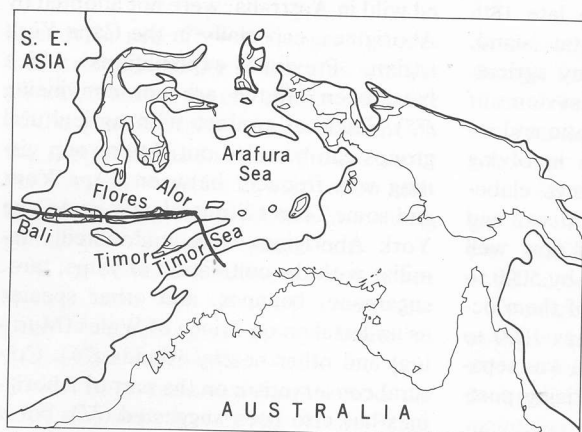 S. E.
ASIA
Arafura
Sea
Flores
Alor
Bali
Timor
Timor Sea
AUSTRALIA